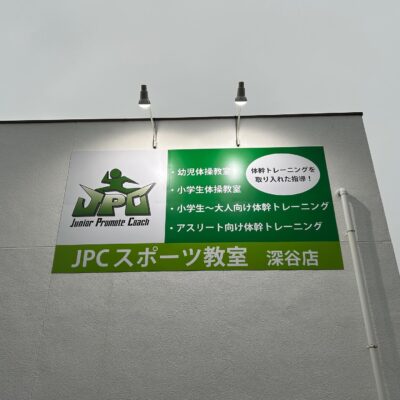 JPC
Junior Promote Coach
・幼児体操教室
・小学生体操教室
・小学生～大人向け体幹トレーニング
・アスリート向け体幹トレーニング
体幹トレーニングを
取り入れた指導！
JPCスポーツ教室 深谷店